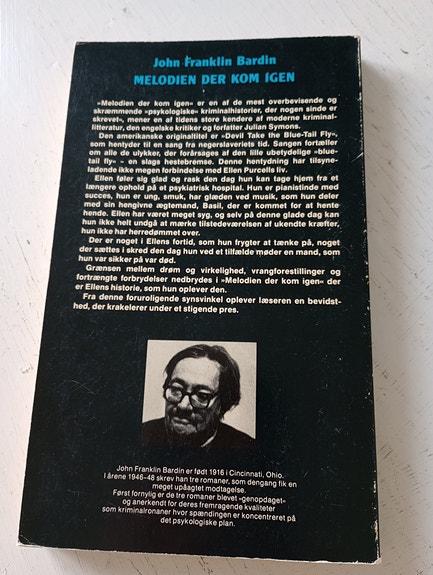 John Franklin Bardin
MELODIEN DER KOM IGEN
»Melodien der kom igen« er en af de mest overbevisende og
skræmmende »psykologiske« kriminalhistorier, der nogen sinde er
skrevet«, mener en af tidens store kendere af moderne kriminal-
litteratur, den engelske kritiker og forfatter Julian Symons.
Den amerikanske originaltitel er »Devil Take the Blue-Tail Fly«,
som hentyder til en sang fra negerslaveriets tid. Sangen fortæller
om alle de ulykker, der forårsages af den lille ubetydelige »blue-
tail fly« – en slags hestebremse. Denne hentydning har tilsyne-
ladende ikke megen forbindelse med Ellen Purcells liv.
Ellen føler sig glad og rask den dag hun kan tage hjem fra et
længere ophold på et psykiatrisk hospital. Hun er pianistinde med
succes, hun er ung, smuk, har glæden ved musik, som hun deler
med sin hengivne ægtemand, Basil, der er kommet for at hente
hende. Ellen har været meget syg, og selv på denne glade dag kan
hun ikke helt undgå at mærke tilstedeværelsen af ukendte kræfter,
hun ikke har herredømmet over.
Der er noget i Ellens fortid, som hun frygter at tænke på, noget
der sættes i skred den dag hun ved et tilfælde møder en mand, som
hun var sikker på var død.
Grænsen mellem drøm og virkelighed, vrangforestillinger og
fortrængte forbrydelser nedbrydes i »Melodien der kom igen« der
er Ellens historie, som hun oplever den.
Fra denne foruroligende synsvinkel oplever læseren en bevidst-
hed, der krakelerer under et stigende pres.
John Franklin Bardin er født 1916 i Cincinnati, Ohio.
I årene 1946–48 skrev han tre romaner, som dengang fik en
meget upåagtet modtagelse.
Først fornylig er de tre romaner blevet »genopdaget«
og anerkendt for deres fremragende kvaliteter
som kriminalronaner hvor spændingen er koncentreret på
det psykologiske plan.